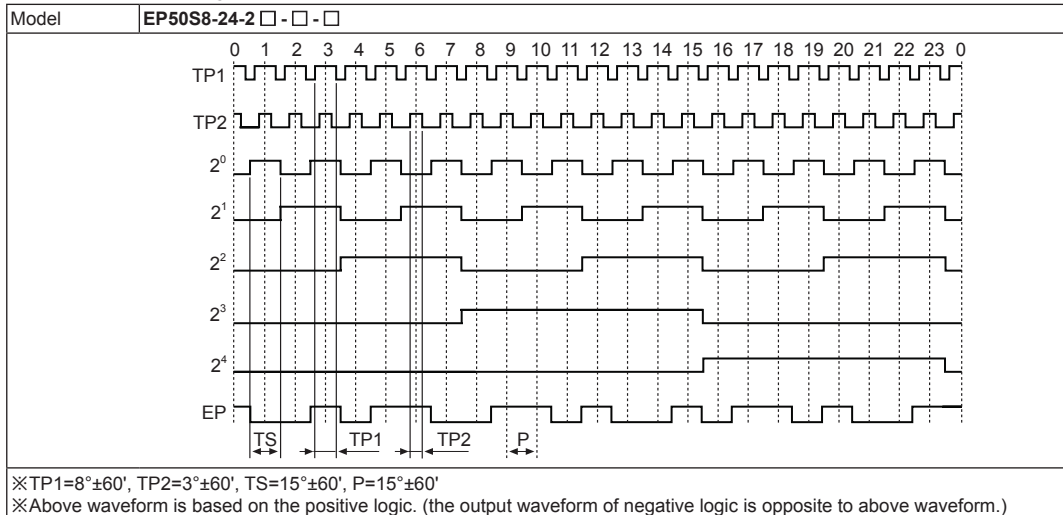 Model EP50S8-24-2 □ - □ - □
0 1 2 3 4 5 6 7 8 9 10 11 12 13 14 15 16 17 18 19 20 21 22 23 0
TP1
TP2
2⁰
2¹
2²
2³
2⁴
EP
TS TP1 TP2 P
※TP1=8°±60', TP2=3°±60', TS=15°±60', P=15°±60'
※Above waveform is based on the positive logic. (the output waveform of negative logic is opposite to above waveform.)